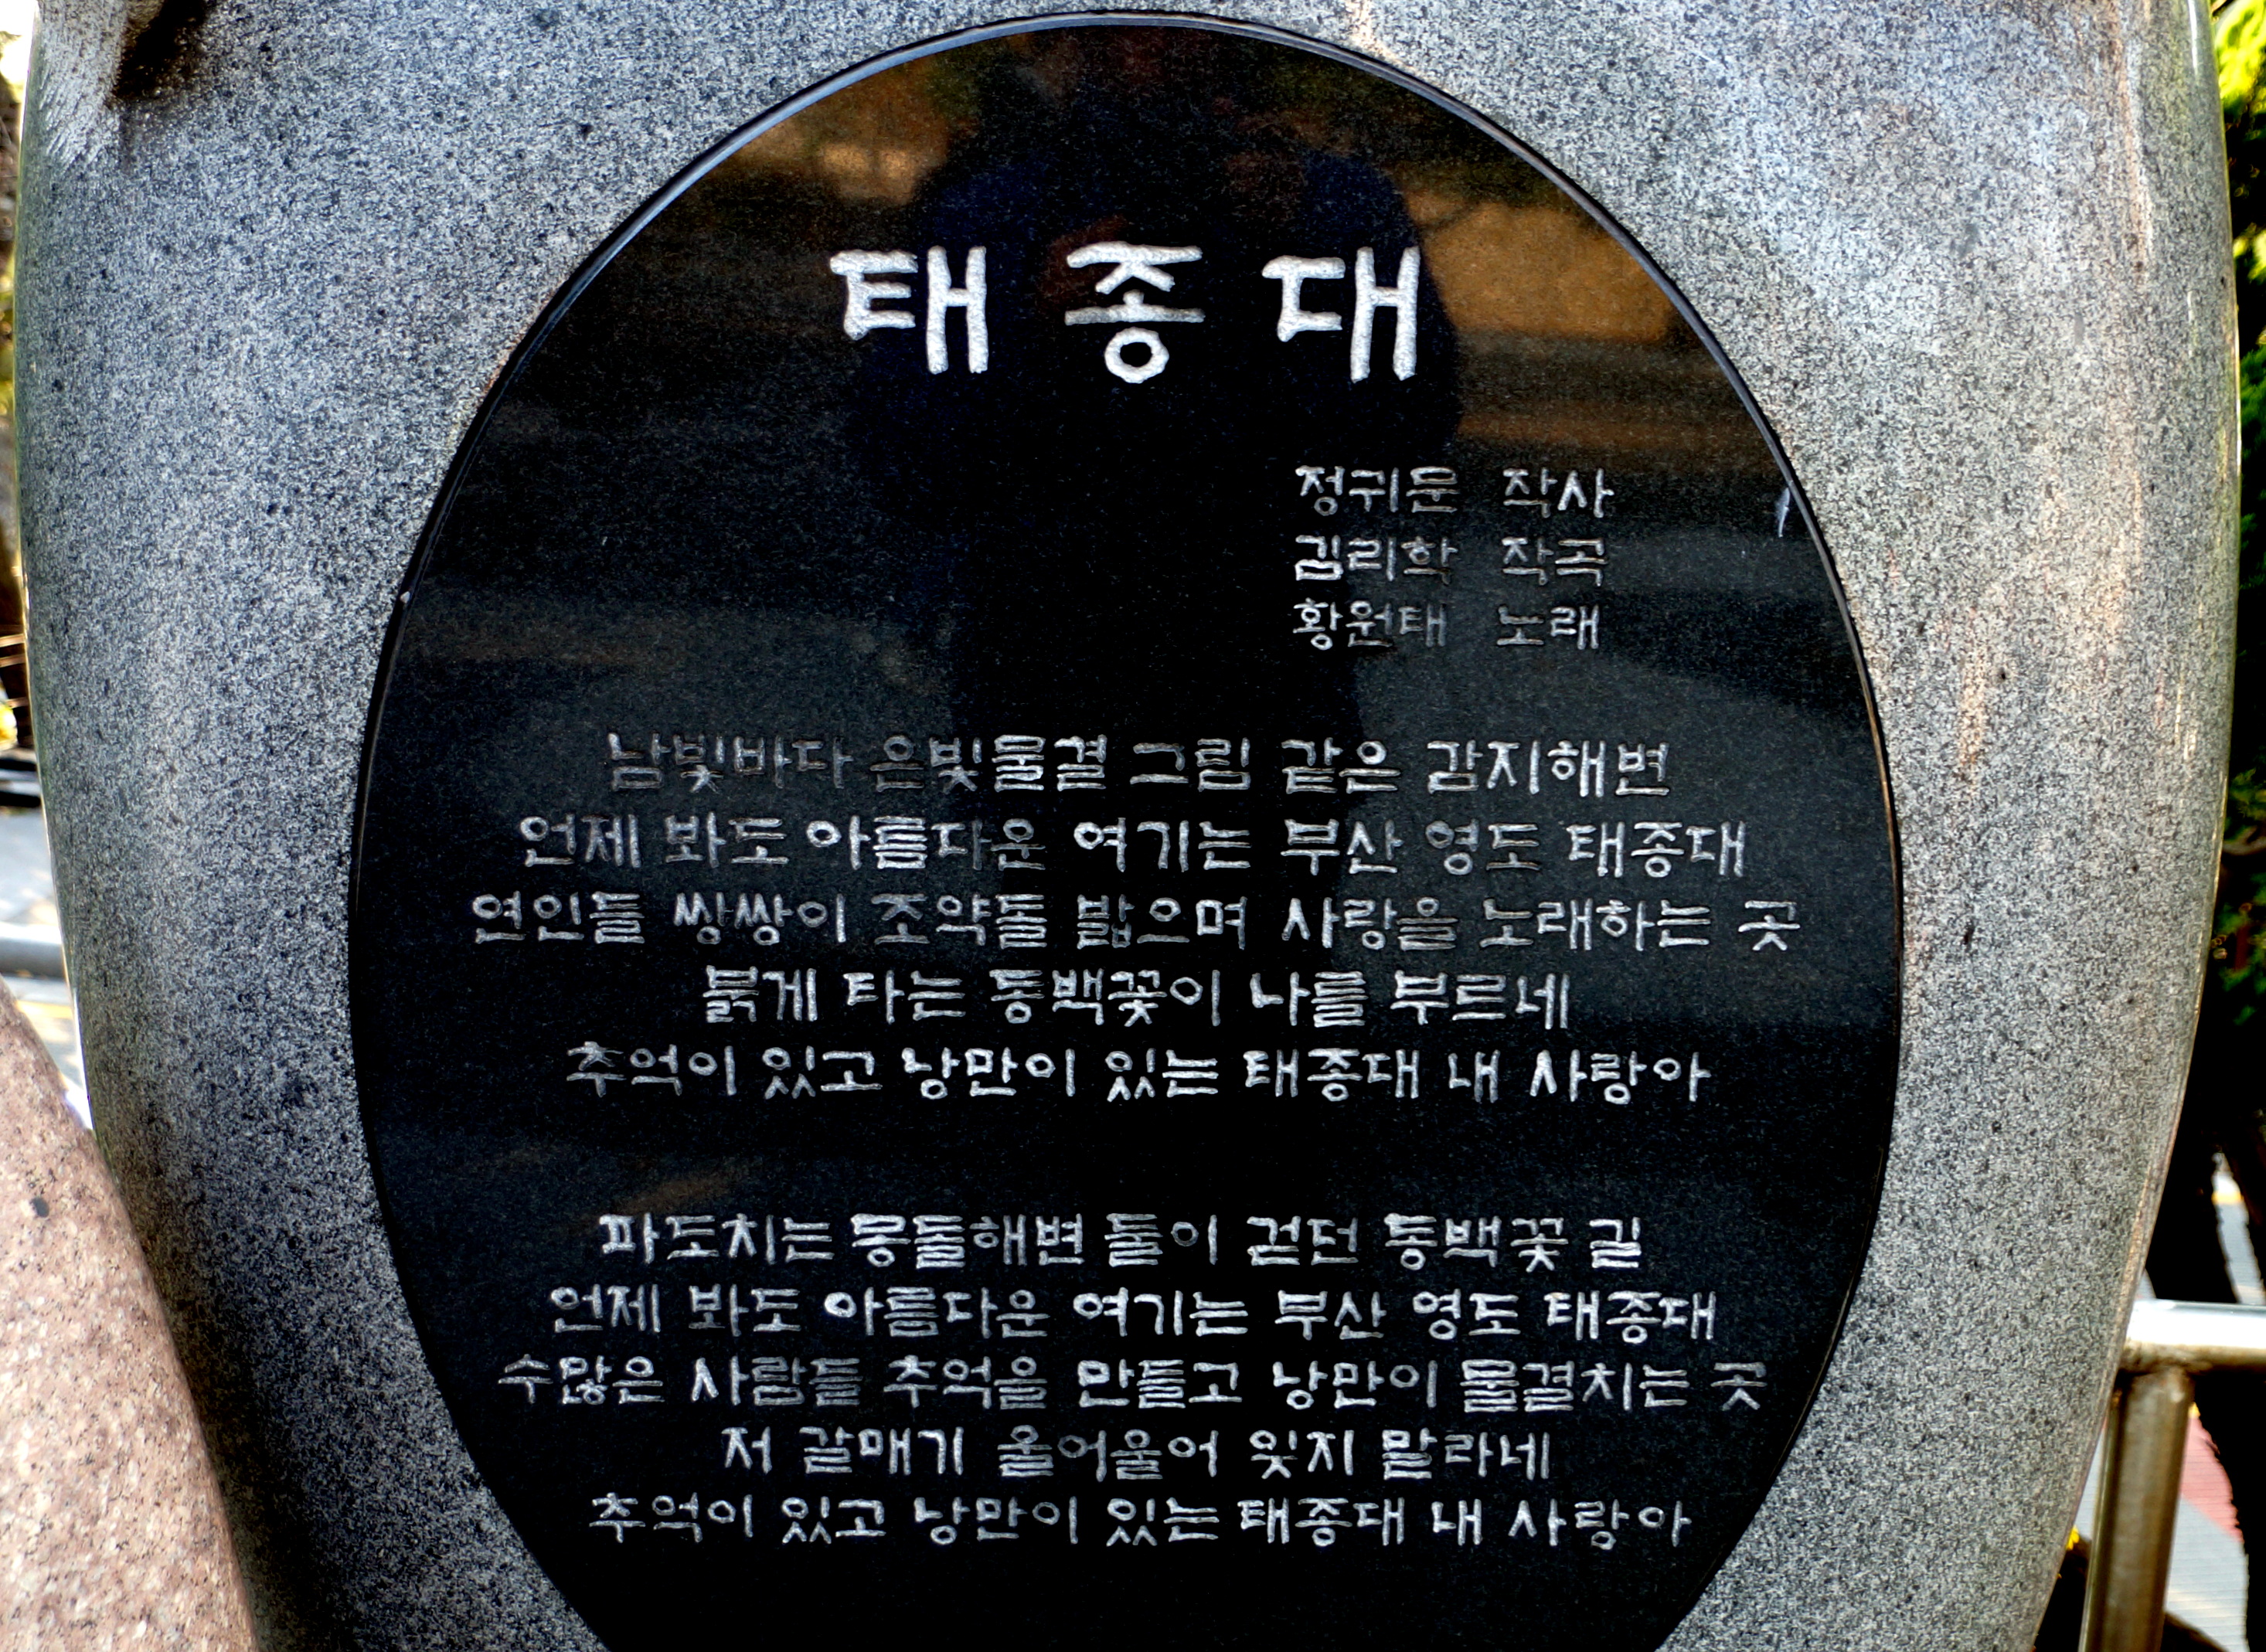 태종대
정귀문 작사
김리학 작곡
황원태 노래
남빛바다 은빛물결 그림 같은 감지해변
언제 봐도 아름다운 여기는 부산 영도 태종대
연인들 쌍쌍이 조약돌 밟으며 사랑을 노래하는 곳
붉게 타는 동백꽃이 나를 부르네
추억이 있고 낭만이 있는 태종대 내 사랑아
파도치는 몽돌해변 둘이 걷던 동백꽃 길
언제 봐도 아름다운 여기는 부산 영도 태종대
수많은 사람들 추억을 만들고 낭만이 물결치는 곳
저 갈매기 울어울어 잊지 말라네
추억이 있고 낭만이 있는 태종대 내 사랑아